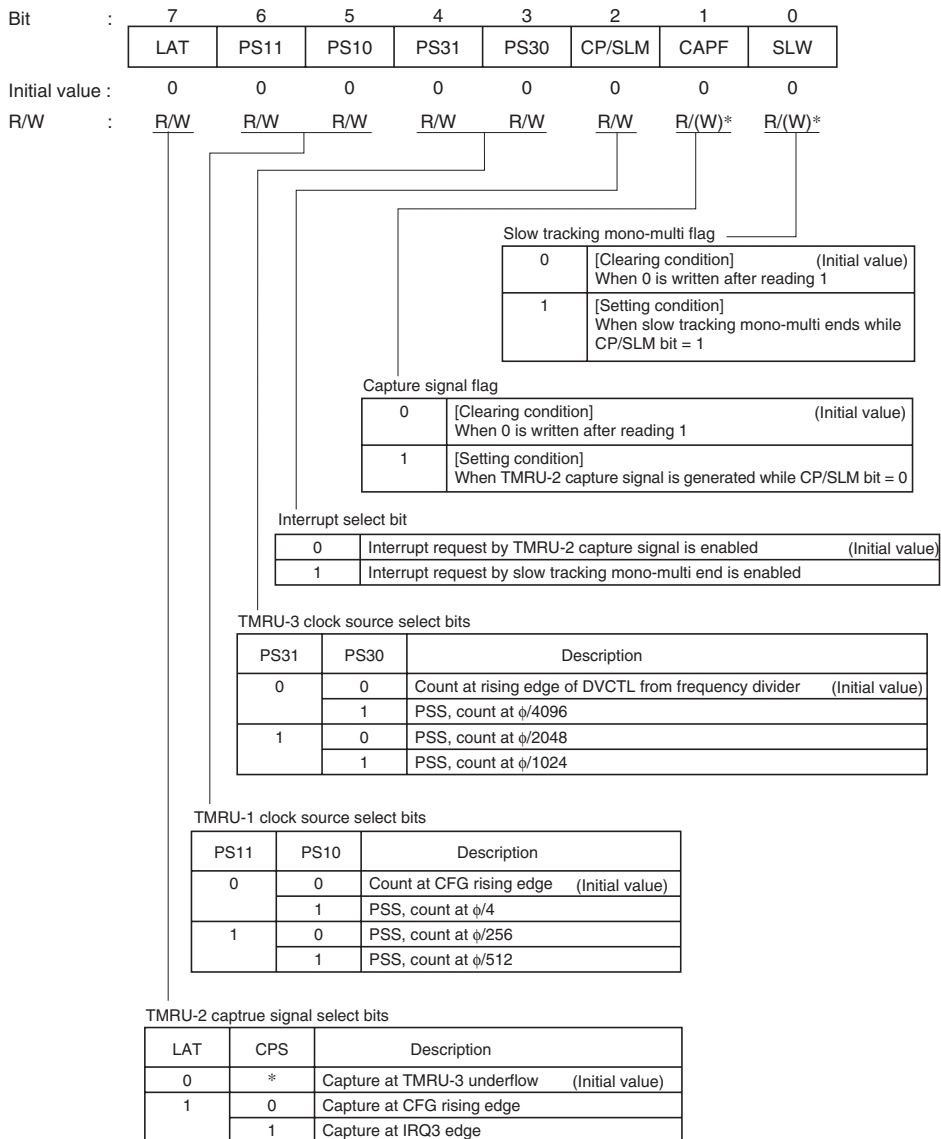 Bit : 7 6 5 4 3 2 1 0
LAT PS11 PS10 PS31 PS30 CP/SLM CAPF SLW
Initial value : 0 0 0 0 0 0 0 0
R/W : R/W R/W R/W R/W R/W R/W R/(W)* R/(W)*
Slow tracking mono-multi flag
0 [Clearing condition] (Initial value)
When 0 is written after reading 1
1 [Setting condition]
When slow tracking mono-multi ends while
CP/SLM bit = 1
Capture signal flag
0 [Clearing condition] (Initial value)
When 0 is written after reading 1
1 [Setting condition]
When TMRU-2 capture signal is generated while CP/SLM bit = 0
Interrupt select bit
0 Interrupt request by TMRU-2 capture signal is enabled (Initial value)
1 Interrupt request by slow tracking mono-multi end is enabled
TMRU-3 clock source select bits
PS31 PS30 Description
0 0 Count at rising edge of DVCTL from frequency divider (Initial value)
1 PSS, count at ϕ/4096
1 0 PSS, count at ϕ/2048
1 PSS, count at ϕ/1024
TMRU-1 clock source select bits
PS11 PS10 Description
0 0 Count at CFG rising edge (Initial value)
1 PSS, count at ϕ/4
1 0 PSS, count at ϕ/256
1 PSS, count at ϕ/512
TMRU-2 captrue signal select bits
LAT CPS Description
0 * Capture at TMRU-3 underflow (Initial value)
1 0 Capture at CFG rising edge
1 Capture at IRQ3 edge